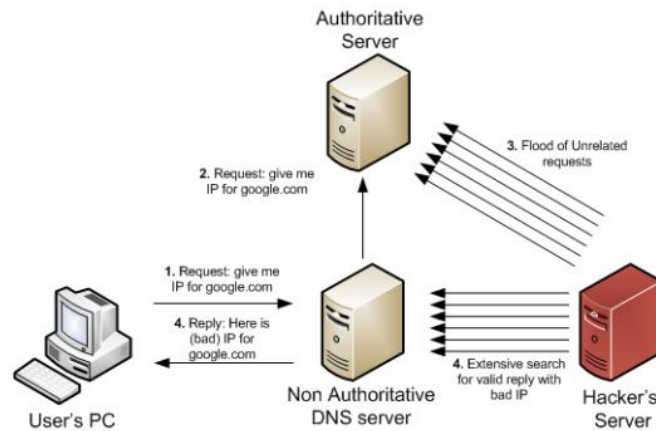 Authoritative
Server
3. Flood of Unrelated
requests
2. Request: give me
IP for google.com
1. Request: give me
IP for google.com
4. Reply: Here is
(bad) IP for
google.com
4. Extensive search
for valid reply with
bad IP
User's PC
Non Authoritative
DNS server
Hacker's
Server